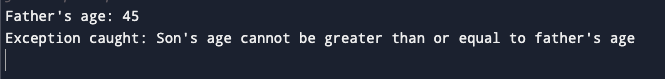 Father's age: 45
Exception caught: Son's age cannot be greater than or equal to father's age